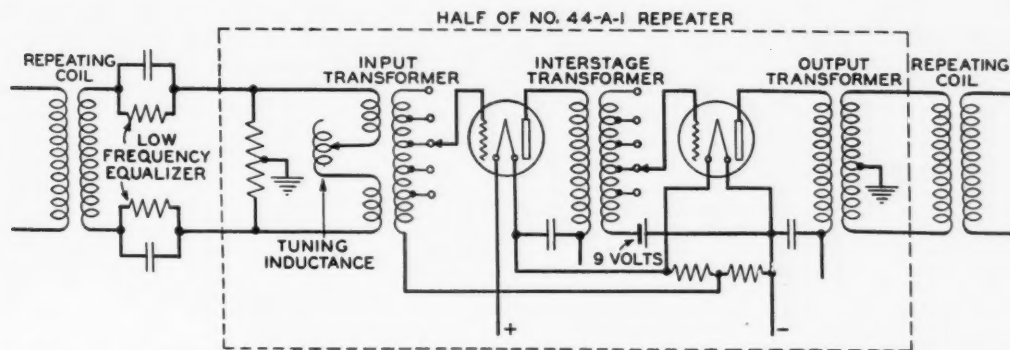 HALF OF NO. 44-A-1 REPEATER
REPEATING
COIL
INPUT
TRANSFORMER
INTERSTAGE
TRANSFORMER
OUTPUT
TRANSFORMER
REPEATING
COIL
LOW
FREQUENCY
EQUALIZER
TUNING
INDUCTANCE
9 VOLTS
+
-